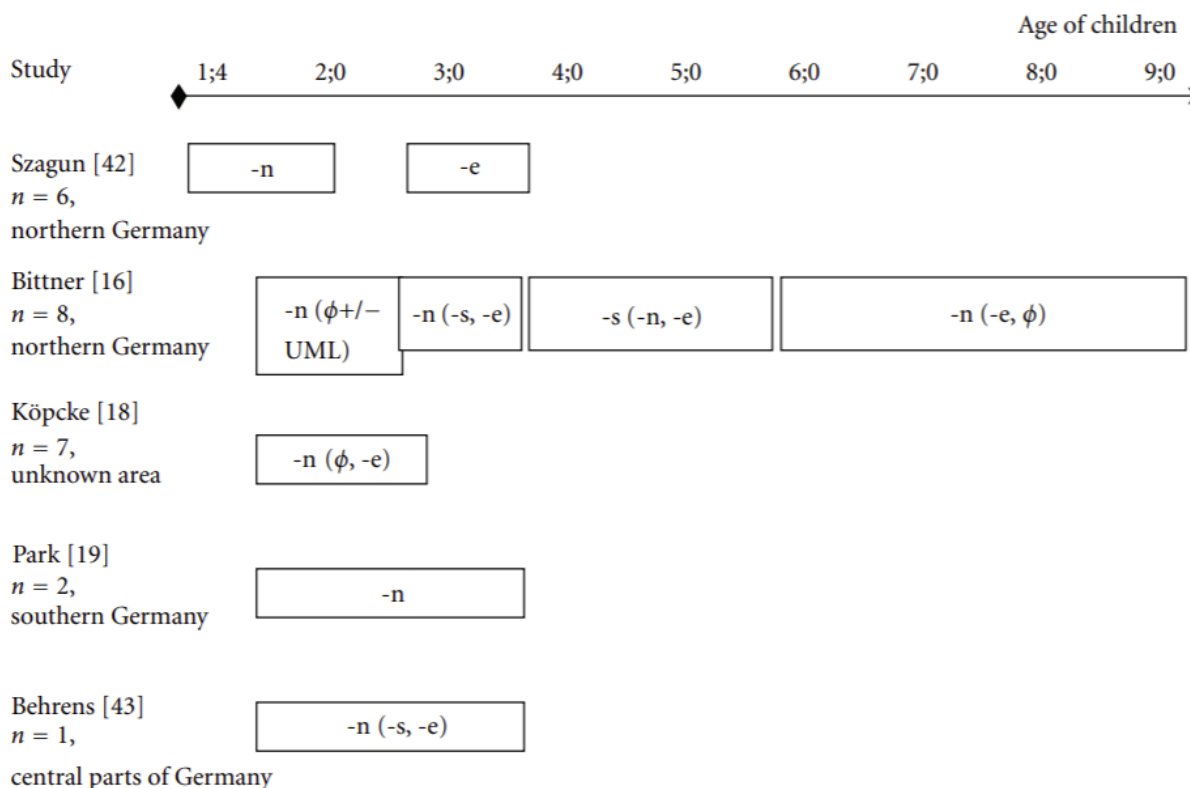 Age of children
Study 1;4 2;0 3;0 4;0 5;0 6;0 7;0 8;0 9;0
Szagun [42]
n = 6,
northern Germany
-n -e
Bittner [16]
n = 8,
northern Germany
-n (ϕ+/−
UML)
-n (-s, -e)
-s (-n, -e)
-n (-e, ϕ)
Köpcke [18]
n = 7,
unknown area
-n (ϕ, -e)
Park [19]
n = 2,
southern Germany
-n
Behrens [43]
n = 1,
central parts of Germany
-n (-s, -e)